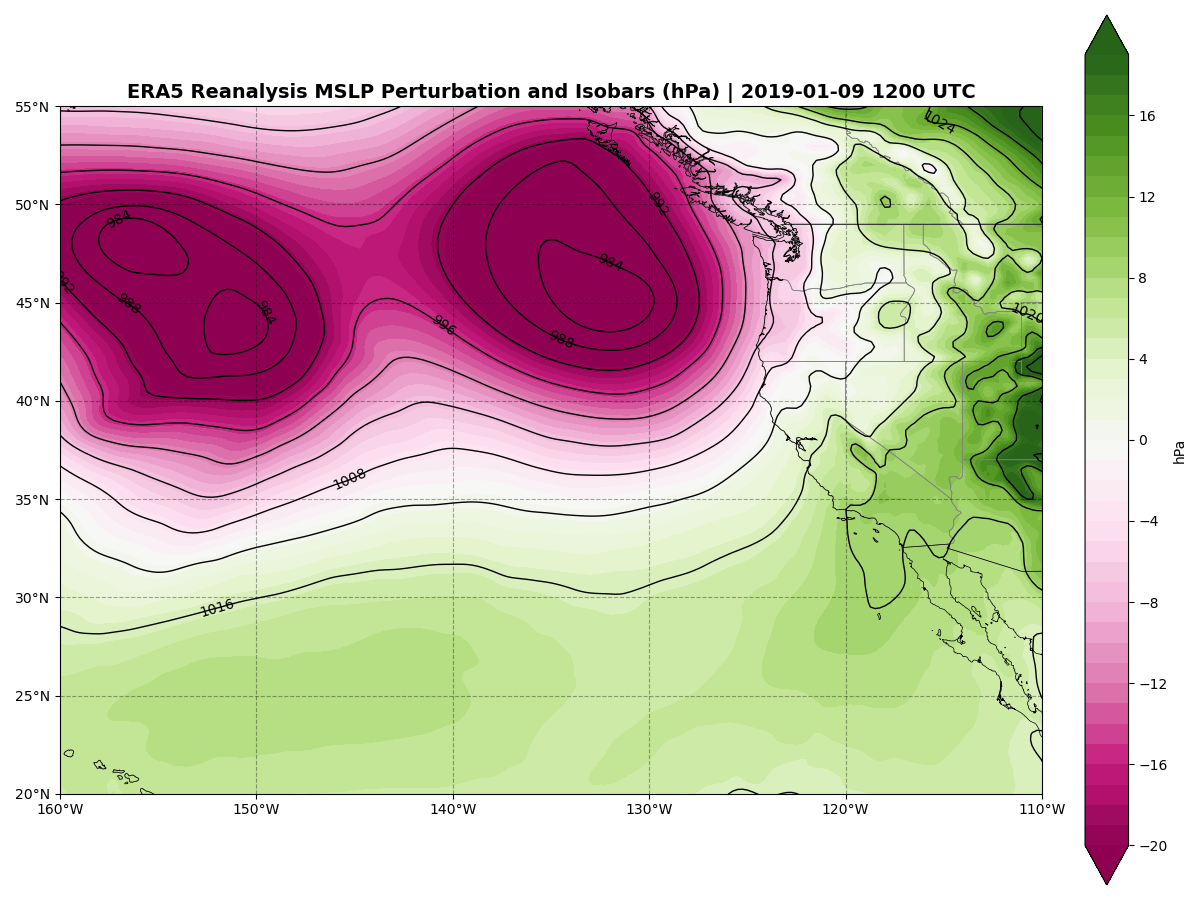 ERA5 Reanalysis MSLP Perturbation and Isobars (hPa) | 2019-01-09 1200 UTC
55°N
50°N
45°N
40°N
35°N
30°N
25°N
20°N
160°W
150°W
140°W
130°W
120°W
110°W
984
992
988
984
996
992
984
988
1008
1016
1024
1020
16
12
8
4
0
−4
−8
−12
−16
−20
hPa